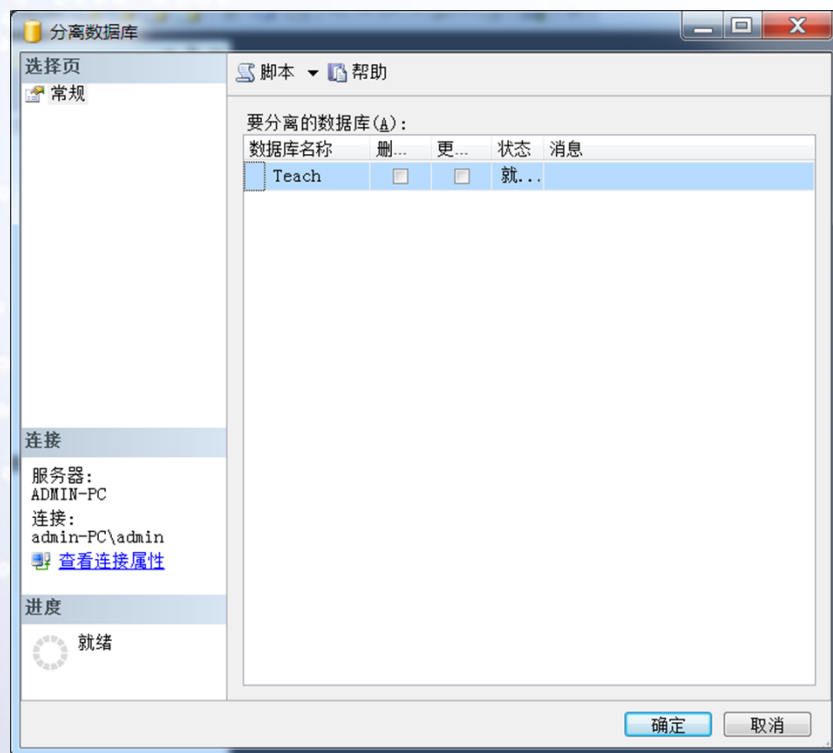 分离数据库
选择页
常规
脚本 帮助
要分离的数据库(A):
数据库名称 删... 更... 状态 消息
Teach 就...
连接
服务器:
ADMIN-PC
连接:
admin-PC\admin
查看连接属性
进度
就绪
确定 取消